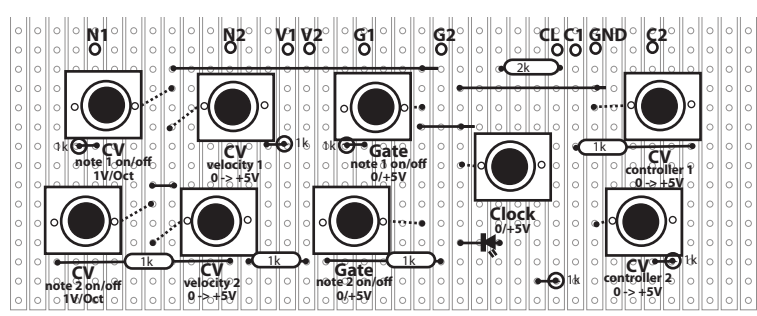 N1 N2 V1 V2 G1 G2 CL C1 GND C2
2k
1k
CV
note 1 on/off
1V/Oct
CV
velocity 1
0 -> +5V
1k
1k
Gate
note 1 on/off
0/+5V
1k
CV
controller 1
0 -> +5V
Clock
0/+5V
1k
CV
note 2 on/off
1V/Oct
CV
velocity 2
0 -> +5V
1k
Gate
note 2 on/off
0/+5V
1k
1k
CV
controller 2
0 -> +5V
1k